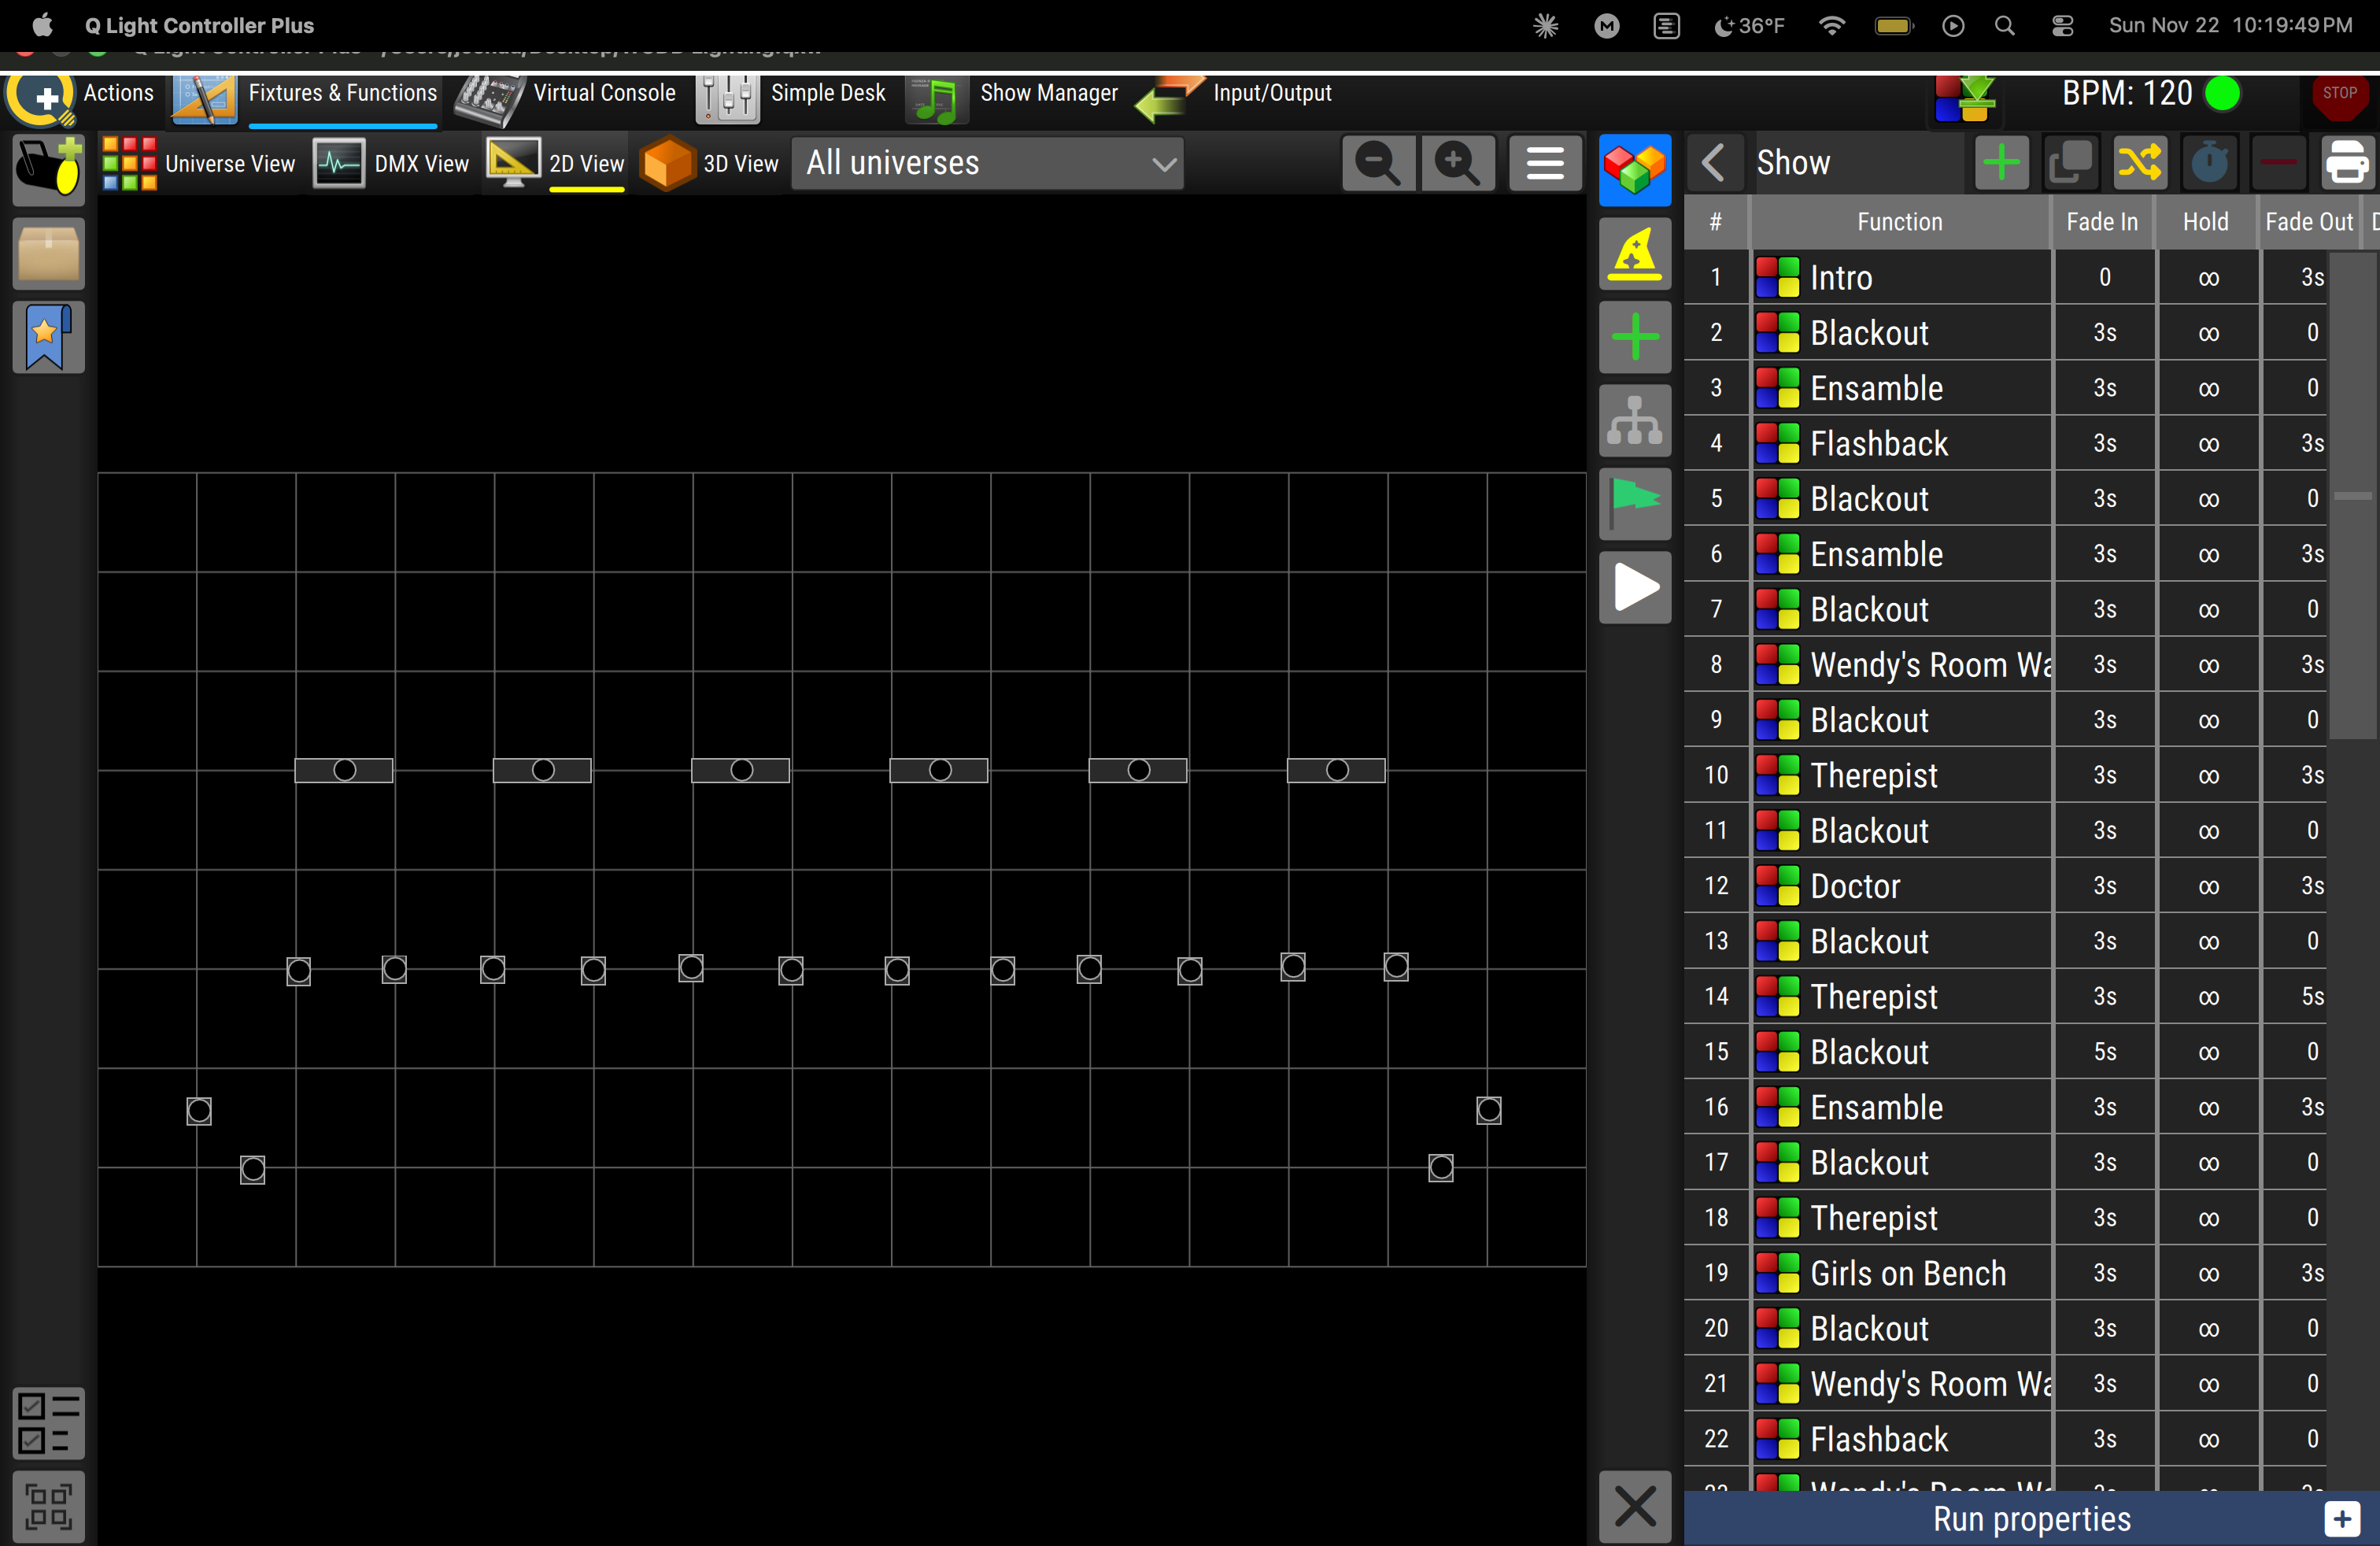 Q Light Controller Plus
36°F
Sun Nov 22 10:19:49 PM
Actions
Fixtures & Functions
Virtual Console
Simple Desk
Show Manager
Input/Output
BPM: 120
STOP
Universe View
DMX View
2D View
3D View
All universes
Show
# Function Fade In Hold Fade Out D
1 Intro 0 ∞ 3s
2 Blackout 3s ∞ 0
3 Ensamble 3s ∞ 0
4 Flashback 3s ∞ 3s
5 Blackout 3s ∞ 0
6 Ensamble 3s ∞ 3s
7 Blackout 3s ∞ 0
8 Wendy's Room Wa 3s ∞ 3s
9 Blackout 3s ∞ 0
10 Therepist 3s ∞ 3s
11 Blackout 3s ∞ 0
12 Doctor 3s ∞ 3s
13 Blackout 3s ∞ 0
14 Therepist 3s ∞ 5s
15 Blackout 5s ∞ 0
16 Ensamble 3s ∞ 3s
17 Blackout 3s ∞ 0
18 Therepist 3s ∞ 0
19 Girls on Bench 3s ∞ 3s
20 Blackout 3s ∞ 0
21 Wendy's Room Wa 3s ∞ 0
22 Flashback 3s ∞ 0
Run properties